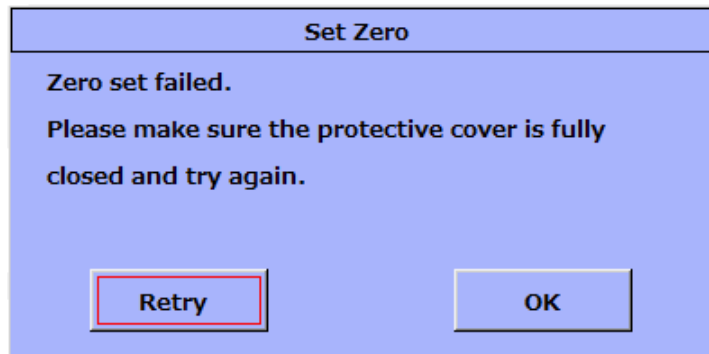 Set Zero
Zero set failed.
Please make sure the protective cover is fully
closed and try again.
Retry
OK